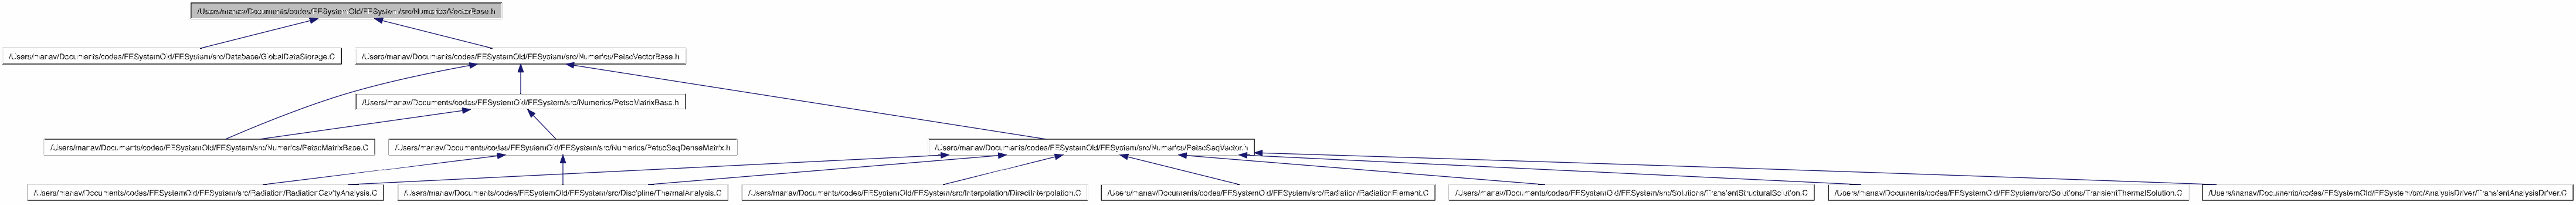 /Users/manav/Documents/codes/FESystemOld/FESystem/src/Numerics/VectorBase.h
/Users/manav/Documents/codes/FESystemOld/FESystem/src/Database/GlobalDataStorage.C
/Users/manav/Documents/codes/FESystemOld/FESystem/src/Numerics/PetscVectorBase.h
/Users/manav/Documents/codes/FESystemOld/FESystem/src/Numerics/PetscMatrixBase.h
/Users/manav/Documents/codes/FESystemOld/FESystem/src/Numerics/PetscMatrixBase.C
/Users/manav/Documents/codes/FESystemOld/FESystem/src/Numerics/PetscSeqDenseMatrix.h
/Users/manav/Documents/codes/FESystemOld/FESystem/src/Numerics/PetscSeqVector.h
/Users/manav/Documents/codes/FESystemOld/FESystem/src/Radiation/RadiationCavityAnalysis.C
/Users/manav/Documents/codes/FESystemOld/FESystem/src/Discipline/ThermalAnalysis.C
/Users/manav/Documents/codes/FESystemOld/FESystem/src/Interpolation/DirectInterpolation.C
/Users/manav/Documents/codes/FESystemOld/FESystem/src/Radiation/RadiationElement.C
/Users/manav/Documents/codes/FESystemOld/FESystem/src/Solutions/TransientStructuralSolution.C
/Users/manav/Documents/codes/FESystemOld/FESystem/src/Solutions/TransientThermalSolution.C
/Users/manav/Documents/codes/FESystemOld/FESystem/src/AnalysisDriver/TransientAnalysisDriver.C